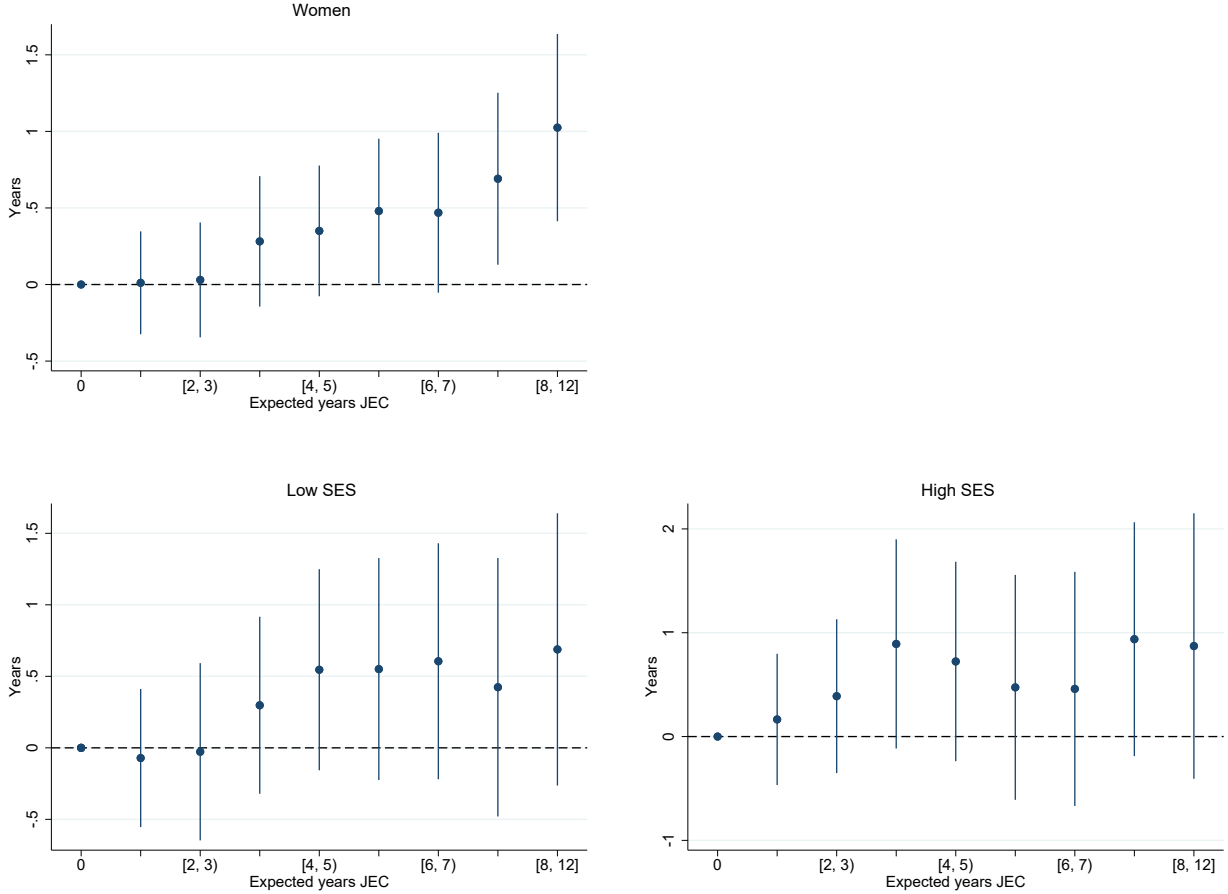 Women
1.5
1
.5
0
-.5
Years
0 [2, 3) [4, 5) [6, 7) [8, 12]
Expected years JEC
Low SES
1.5
1
.5
0
-.5
Years
0 [2, 3) [4, 5) [6, 7) [8, 12]
Expected years JEC
High SES
2
1
0
-1
Years
0 [2, 3) [4, 5) [6, 7) [8, 12]
Expected years JEC